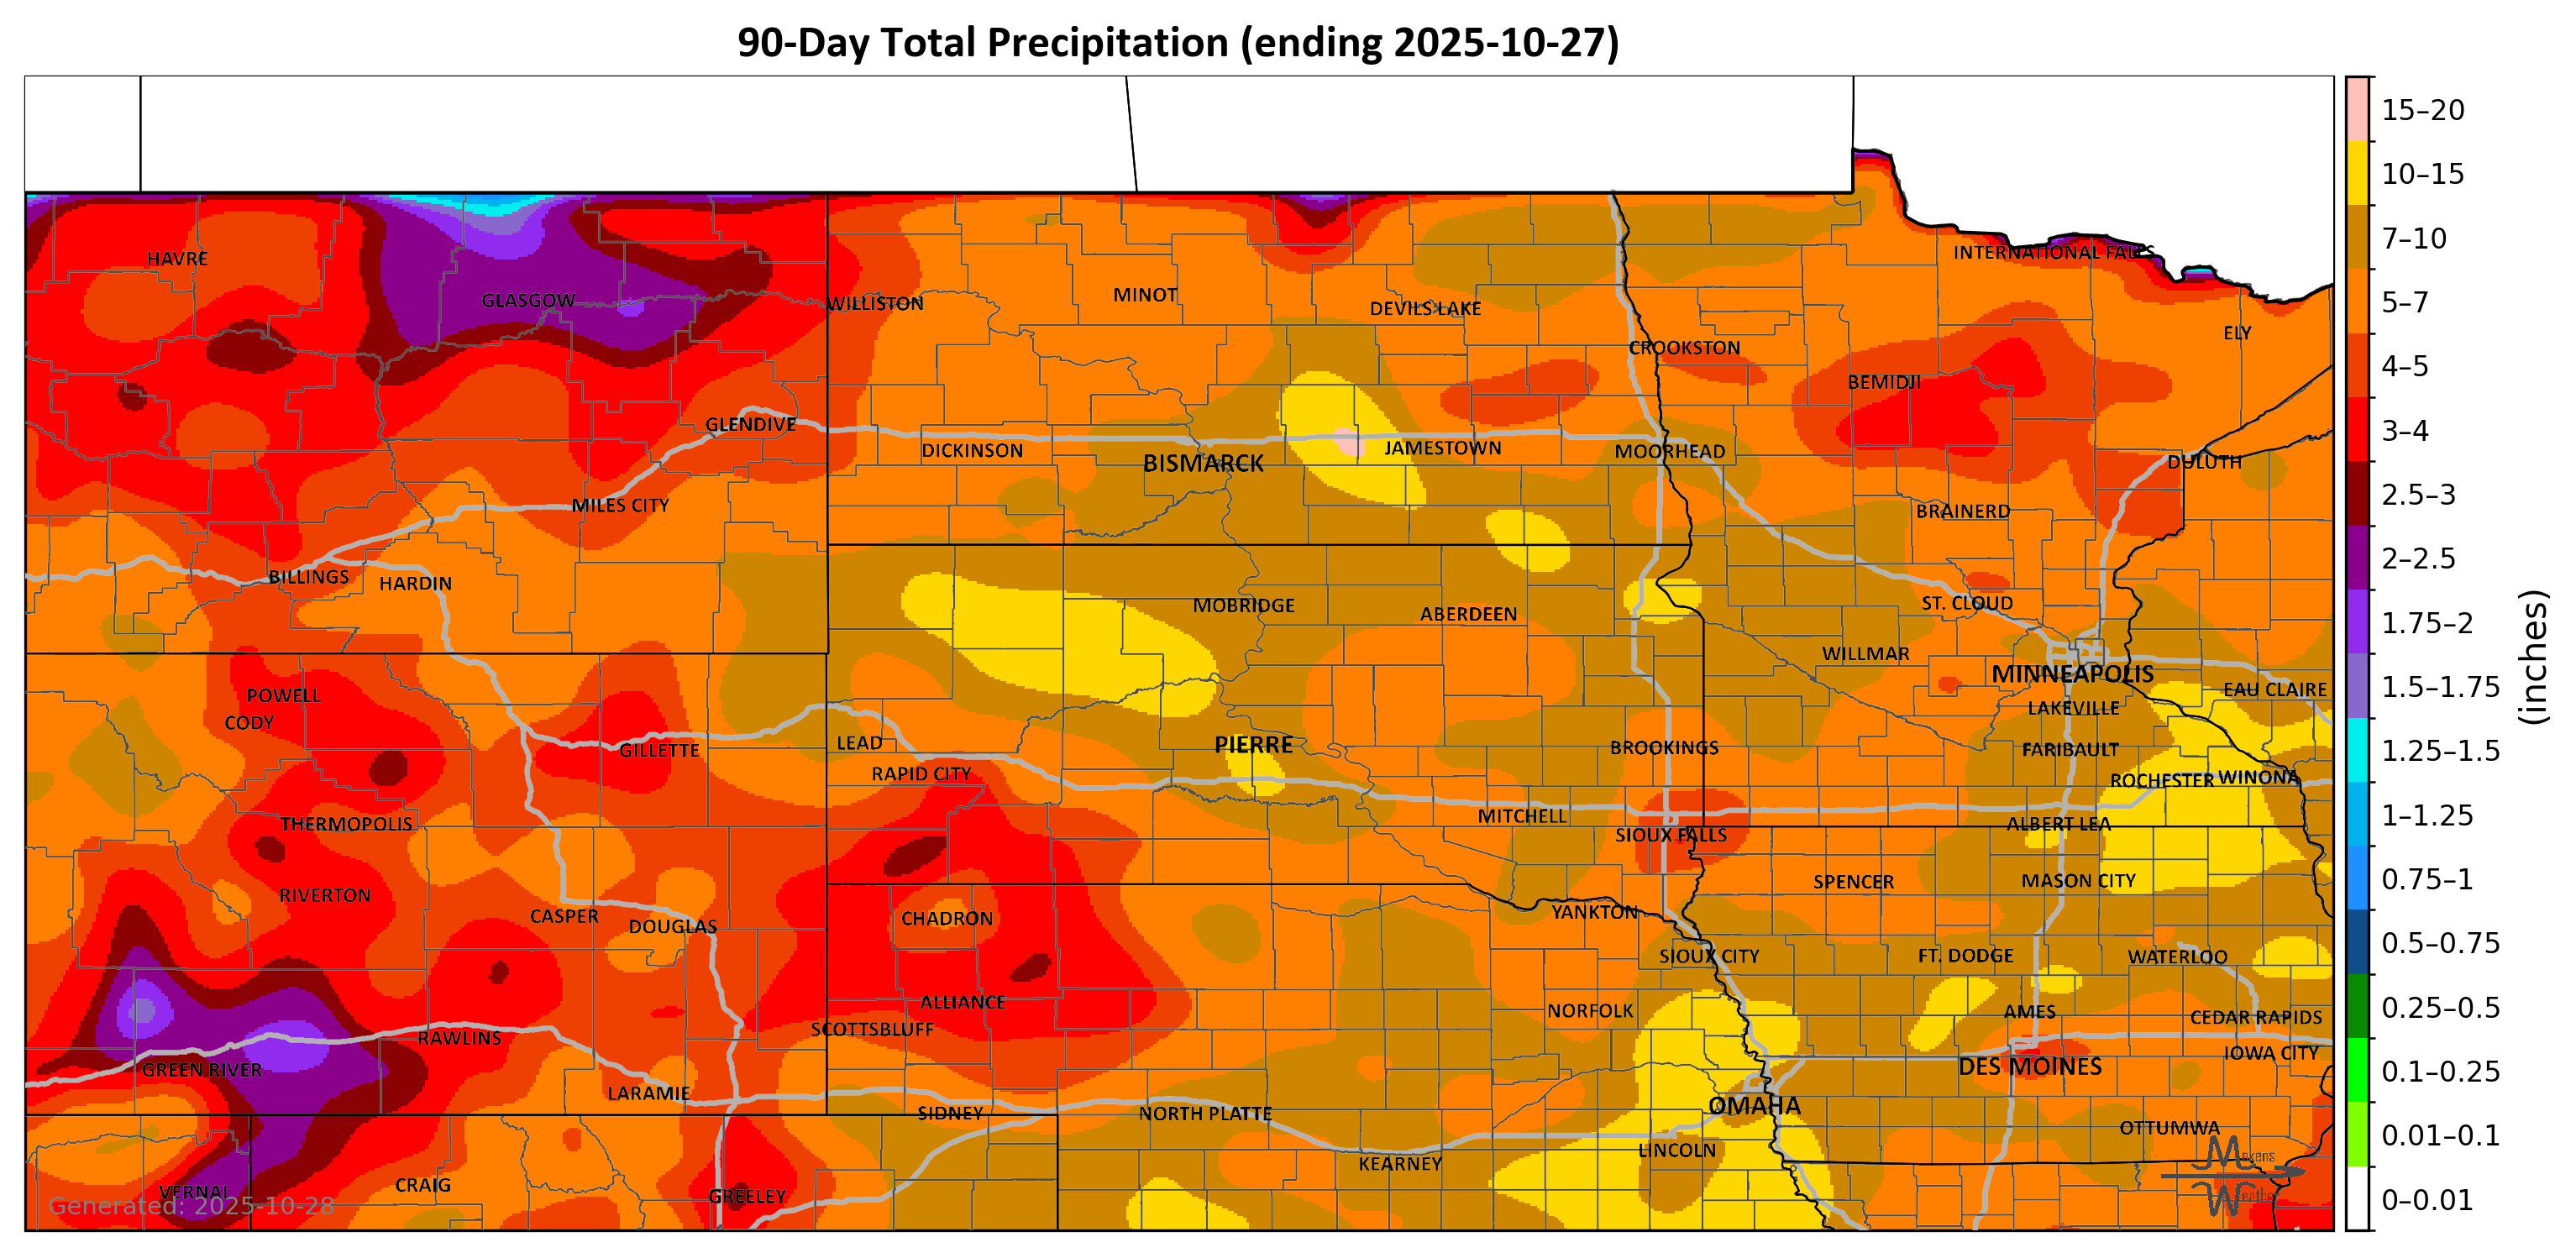 90-Day Total Precipitation (ending 2025-10-27)
HAVRE
GLASGOW
WILLISTON
MINOT
DEVILS LAKE
CROOKSTON
INTERNATIONAL FALLS
ELY
BEMIDJI
GLENDIVE
DICKINSON
BISMARCK
JAMESTOWN
MOORHEAD
DULUTH
MILES CITY
BRAINERD
BILLINGS
HARDIN
MOBRIDGE
ABERDEEN
ST. CLOUD
WILLMAR
MINNEAPOLIS
EAU CLAIRE
POWELL
CODY
LAKEVILLE
GILLETTE
LEAD
PIERRE
BROOKINGS
FARIBAULT
RAPID CITY
ROCHESTER
WINONA
THERMOPOLIS
MITCHELL
SIOUX FALLS
ALBERT LEA
RIVERTON
SPENCER
MASON CITY
CASPER
DOUGLAS
CHADRON
YANKTON
SIOUX CITY
FT. DODGE
WATERLOO
ALLIANCE
NORFOLK
AMES
CEDAR RAPIDS
SCOTTSBLUFF
RAWLINS
IOWA CITY
GREEN RIVER
DES MOINES
LARAMIE
OMAHA
SIDNEY
NORTH PLATTE
OTTUMWA
LINCOLN
KEARNEY
VERNAL
CRAIG
GREELEY
Generated: 2025-10-28
Makens
Weather
15–20
10–15
7–10
5–7
4–5
3–4
2.5–3
2–2.5
1.75–2
1.5–1.75
1.25–1.5
1–1.25
0.75–1
0.5–0.75
0.25–0.5
0.1–0.25
0.01–0.1
0–0.01
(inches)